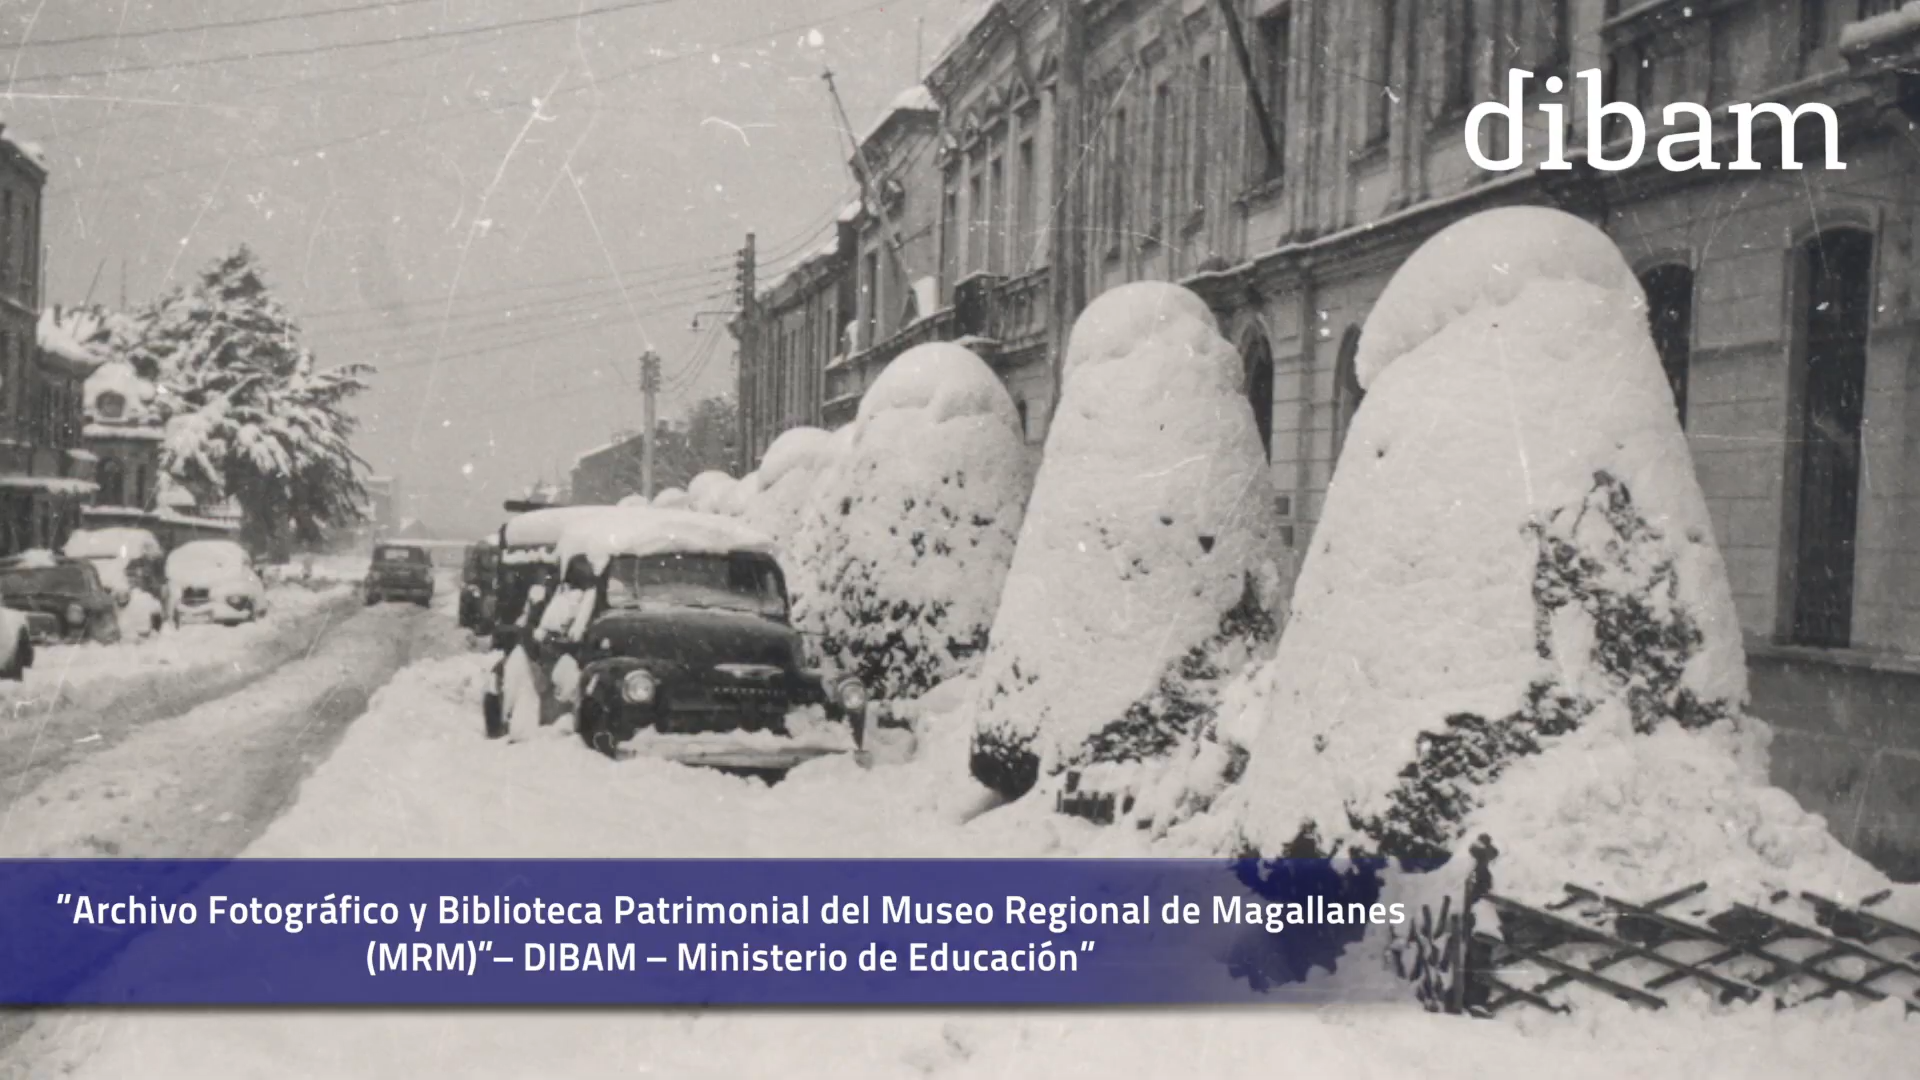 dibam
”Archivo Fotográfico y Biblioteca Patrimonial del Museo Regional de Magallanes
(MRM)”– DIBAM – Ministerio de Educación”